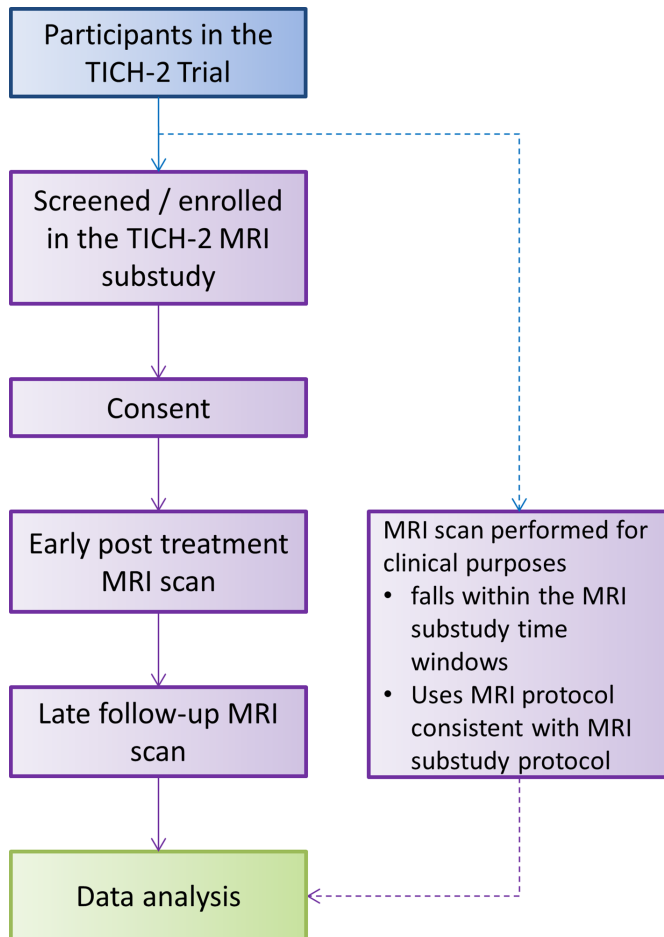 Participants in the
TICH-2 Trial
Screened / enrolled
in the TICH-2 MRI
substudy
Consent
Early post treatment
MRI scan
Late follow-up MRI
scan
Data analysis
MRI scan performed for
clinical purposes
• falls within the MRI
substudy time
windows
• Uses MRI protocol
consistent with MRI
substudy protocol